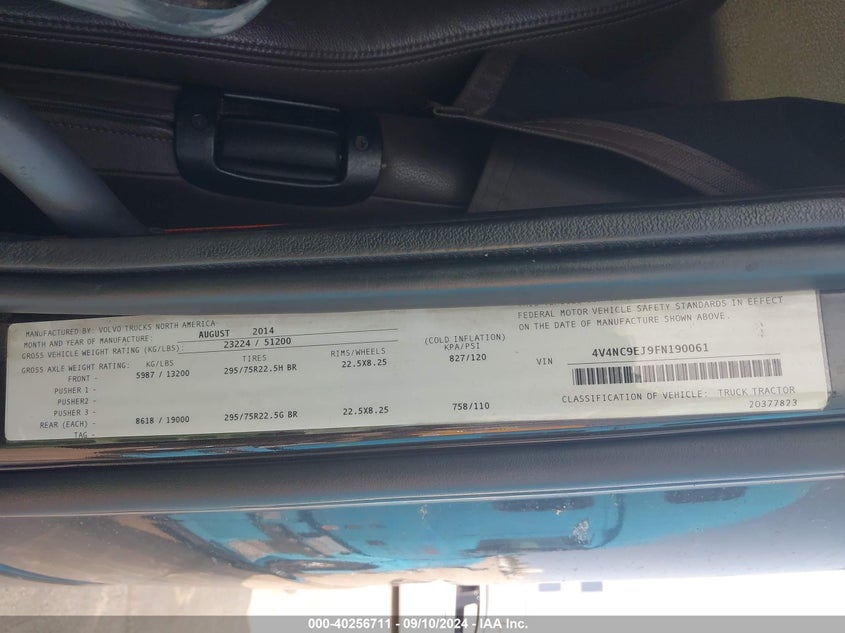 MANUFACTURED BY: VOLVO TRUCKS NORTH AMERICA
MONTH AND YEAR OF MANUFACTURE: AUGUST 2014
GROSS VEHICLE WEIGHT RATING (KG/LBS) 23224 / 51200
GROSS AXLE WEIGHT RATING: KG/LBS TIRES RIMS/WHEELS (COLD INFLATION) KPA/PSI
FRONT - 5987 / 13200 295/75R22.5H BR 22.5X8.25 827/120
PUSHER 1 -
PUSHER2 -
PUSHER 3 -
REAR (EACH) - 8618 / 19000 295/75R22.5G BR 22.5X8.25 758/110
TAG -
FEDERAL MOTOR VEHICLE SAFETY STANDARDS IN EFFECT
ON THE DATE OF MANUFACTURE SHOWN ABOVE.
VIN 4V4NC9EJ9FN190061
CLASSIFICATION OF VEHICLE: TRUCK TRACTOR
20377823
000-40256711 - 09/10/2024 - IAA Inc.